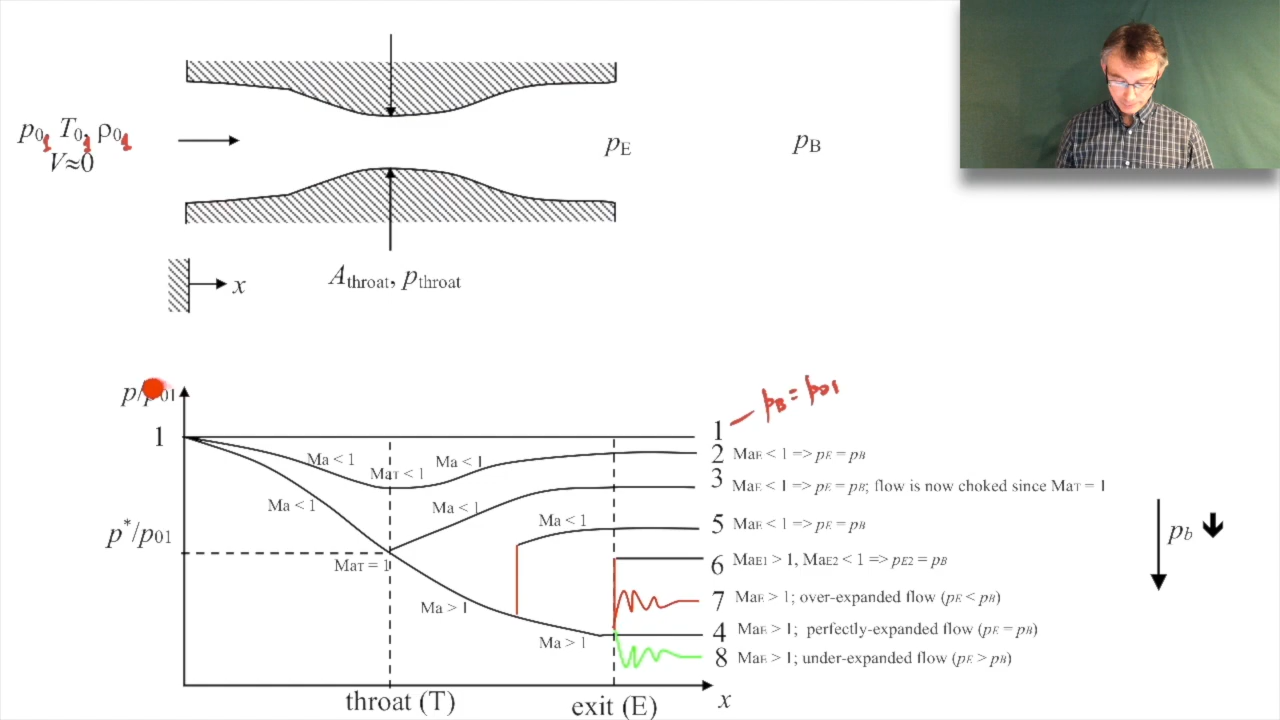 p01, T01, ρ01
V≈0
pE
pB
x
Athroat, pthroat
p/p01
pB = p01
1
1
Ma < 1
MaT < 1
Ma < 1
2 MaE < 1 => pE = pB
Ma < 1
Ma < 1
3 MaE < 1 => pE = pB; flow is now choked since MaT = 1
p*/p01
Ma < 1
5 MaE < 1 => pE = pB
pb
MaT = 1
6 MaE1 > 1, MaE2 < 1 => pE2 = pB
Ma > 1
7 MaE > 1; over-expanded flow (pE < pB)
Ma > 1
4 MaE > 1; perfectly-expanded flow (pE = pB)
8 MaE > 1; under-expanded flow (pE > pB)
throat (T)
exit (E)
x